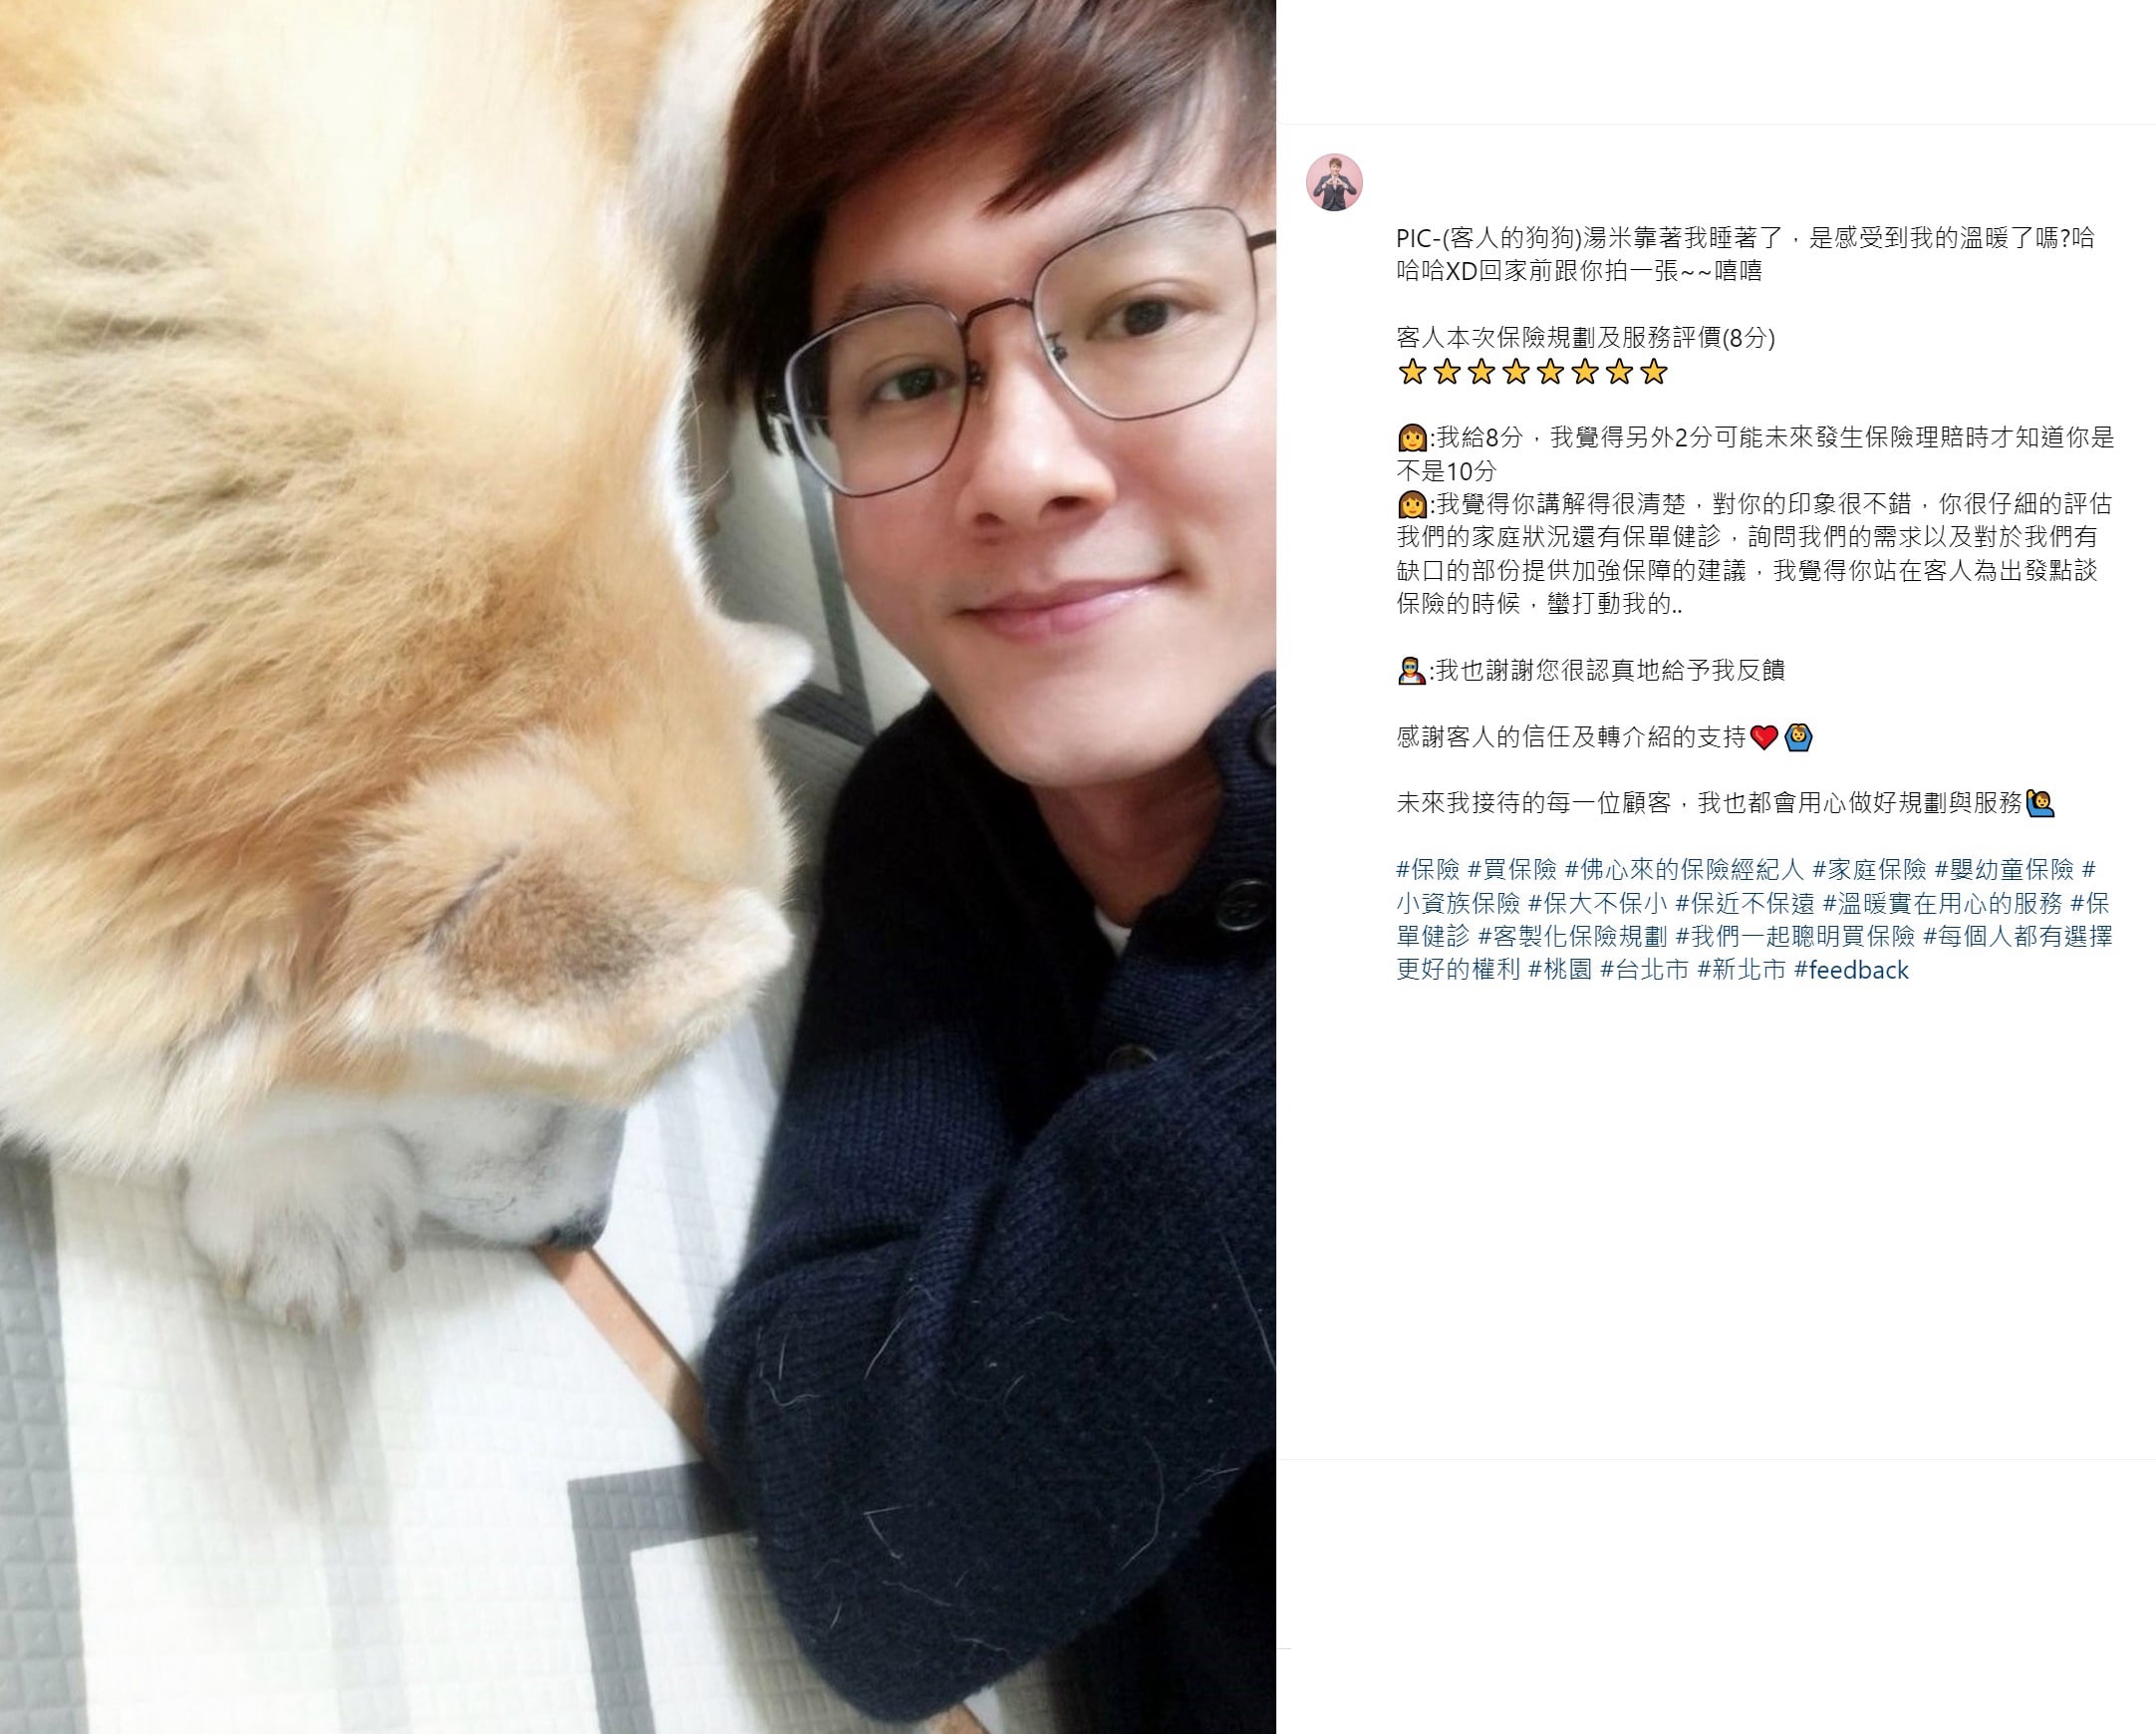 PIC-(客人的狗狗)湯米靠著我睡著了，是感受到我的溫暖了嗎?哈
哈哈XD回家前跟你拍一張~~嘻嘻
客人本次保險規劃及服務評價(8分)
⭐⭐⭐⭐⭐⭐⭐⭐
👩:我給8分，我覺得另外2分可能未來發生保險理賠時才知道你是
不是10分
👩:我覺得你講解得很清楚，對你的印象很不錯，你很仔細的評估
我們的家庭狀況還有保單健診，詢問我們的需求以及對於我們有
缺口的部份提供加強保障的建議，我覺得你站在客人為出發點談
保險的時候，蠻打動我的..
🦸‍♂️:我也謝謝您很認真地給予我反饋
感謝客人的信任及轉介紹的支持❤️🙆‍♂️
未來我接待的每一位顧客，我也都會用心做好規劃與服務🙋‍♂️
#保險 #買保險 #佛心來的保險經紀人 #家庭保險 #嬰幼童保險 #
小資族保險 #保大不保小 #保近不保遠 #溫暖實在用心的服務 #保
單健診 #客製化保險規劃 #我們一起聰明買保險 #每個人都有選擇
更好的權利 #桃園 #台北市 #新北市 #feedback